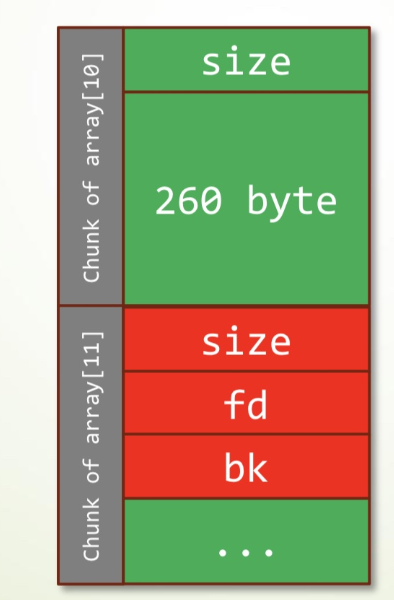 Chunk of array[10]
size
260 byte
Chunk of array[11]
size
fd
bk
...